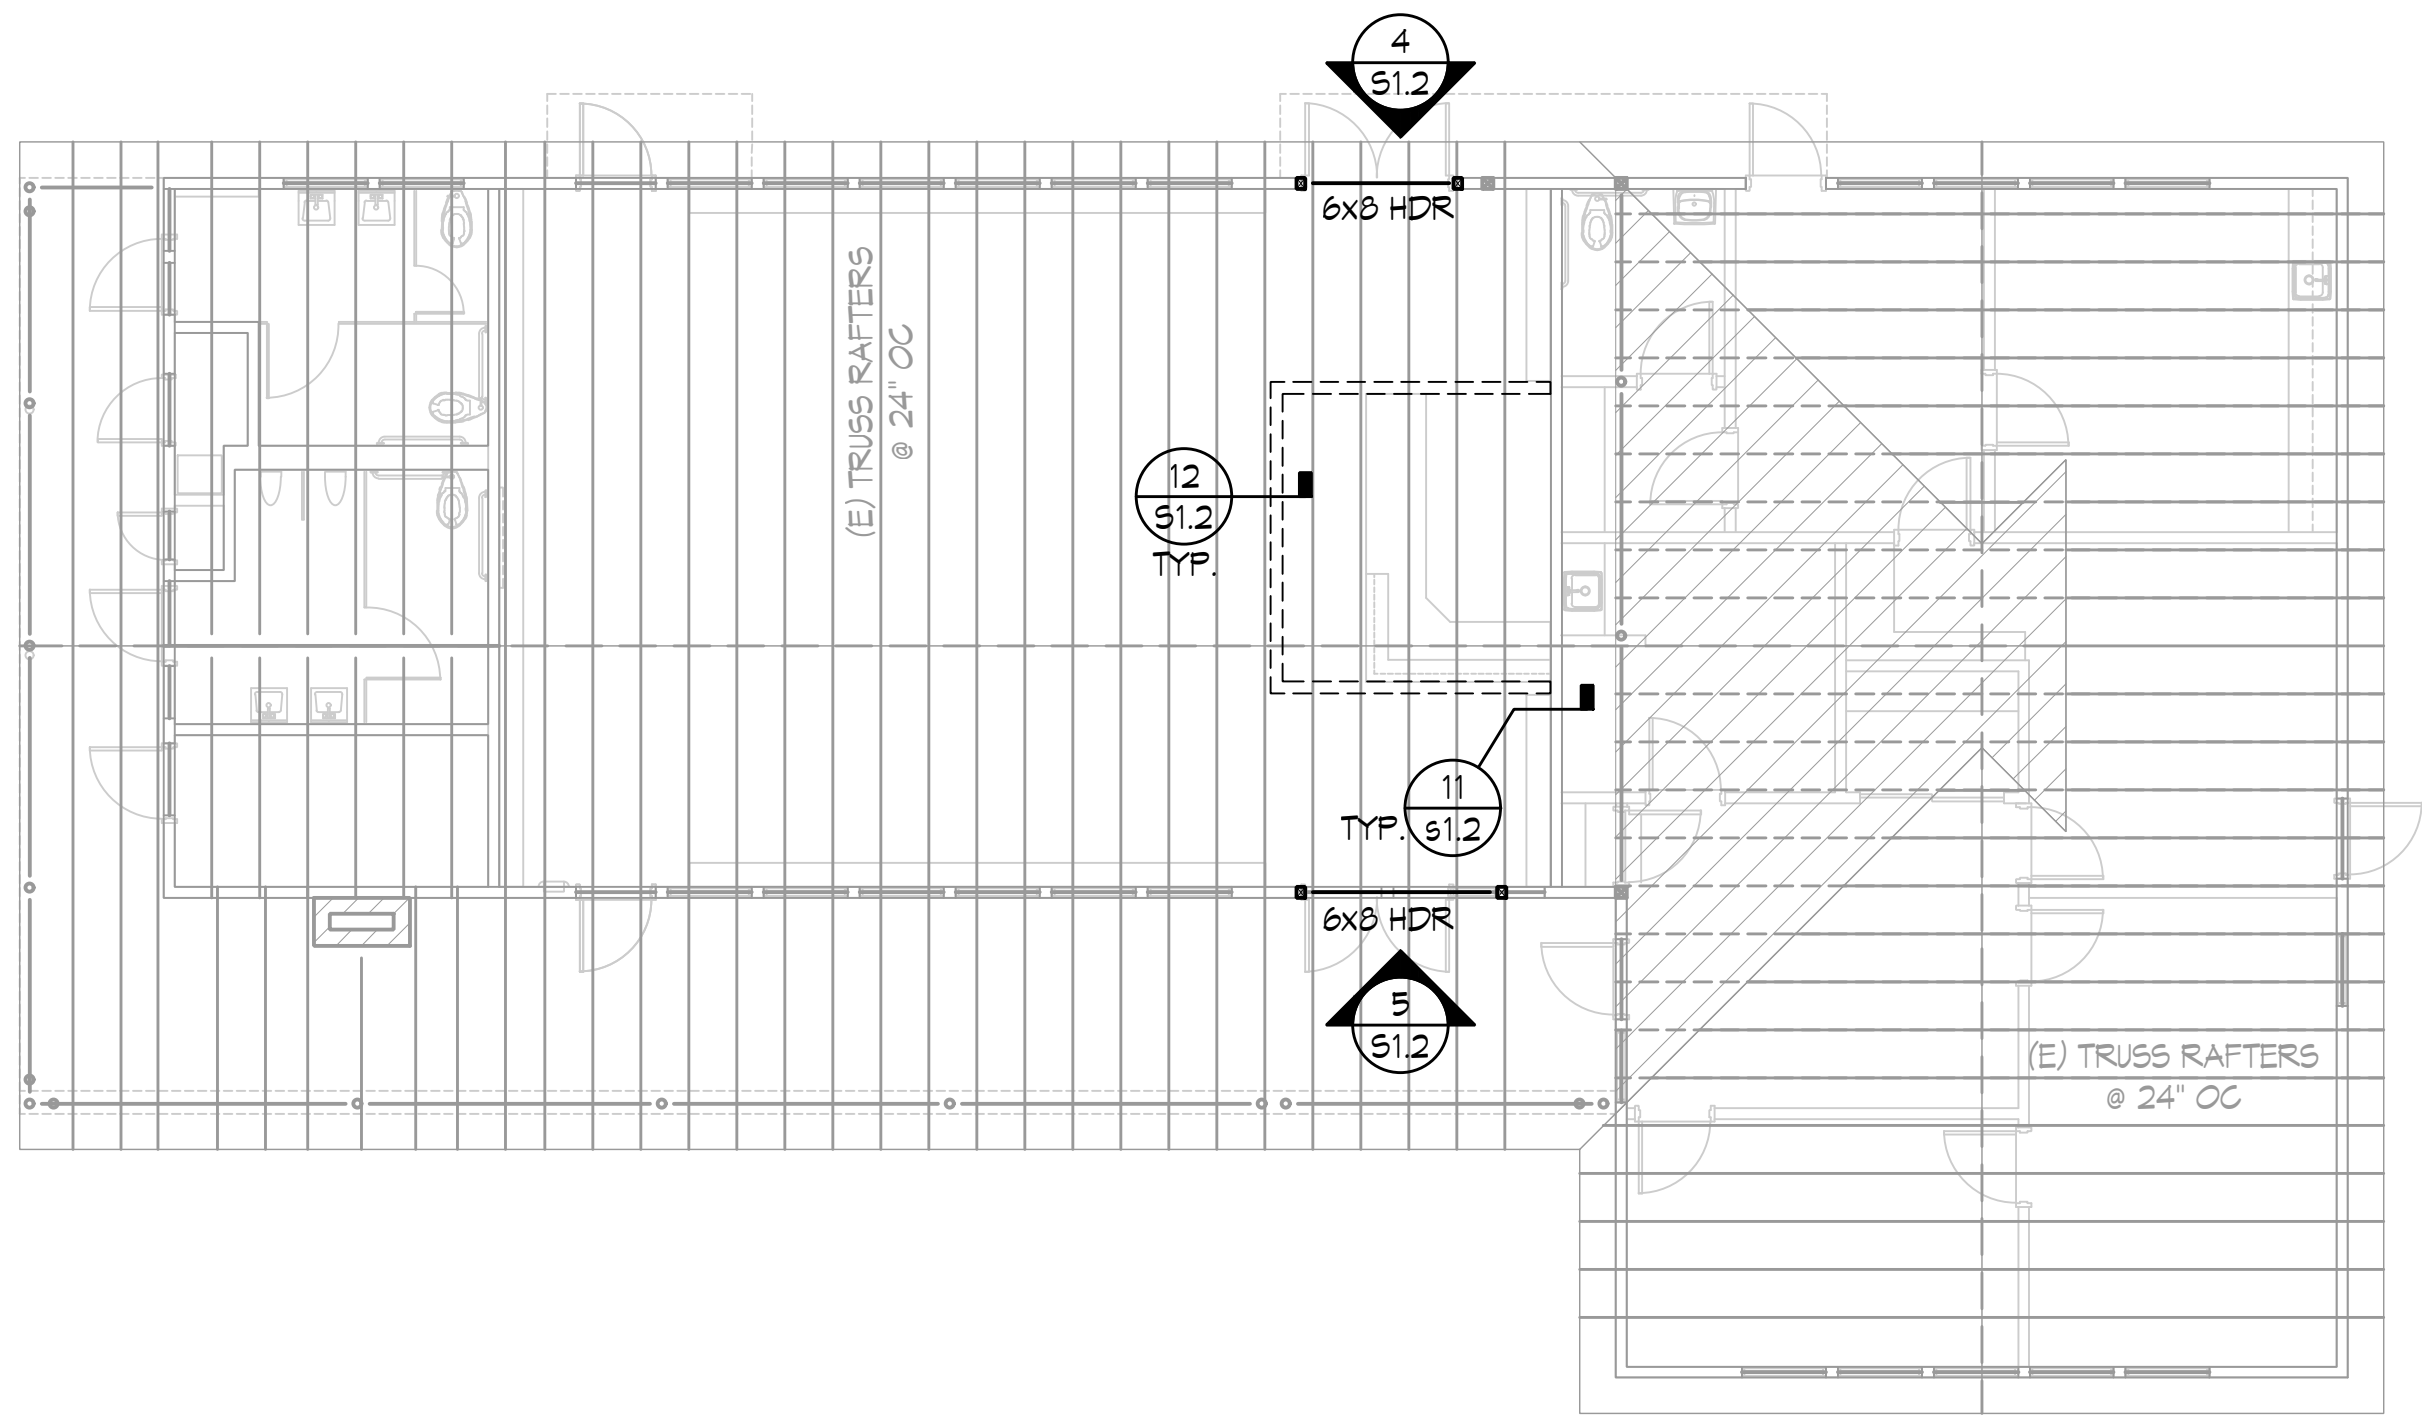 4
S1.2
6x8 HDR
(E) TRUSS RAFTERS
@ 24" OC
12
S1.2
TYP.
11
TYP.
s1.2
6x8 HDR
5
S1.2
(E) TRUSS RAFTERS
@ 24" OC